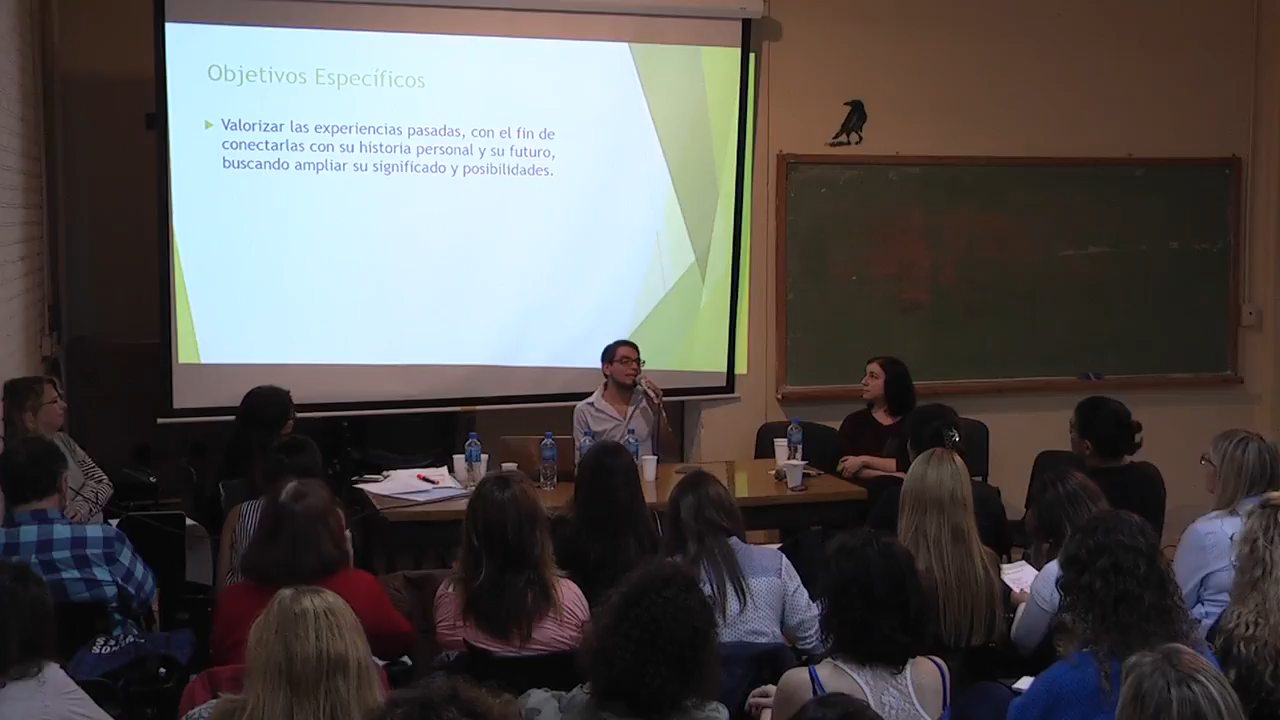 Objetivos Específicos
Valorizar las experiencias pasadas, con el fin de
conectarlas con su historia personal y su futuro,
buscando ampliar su significado y posibilidades.